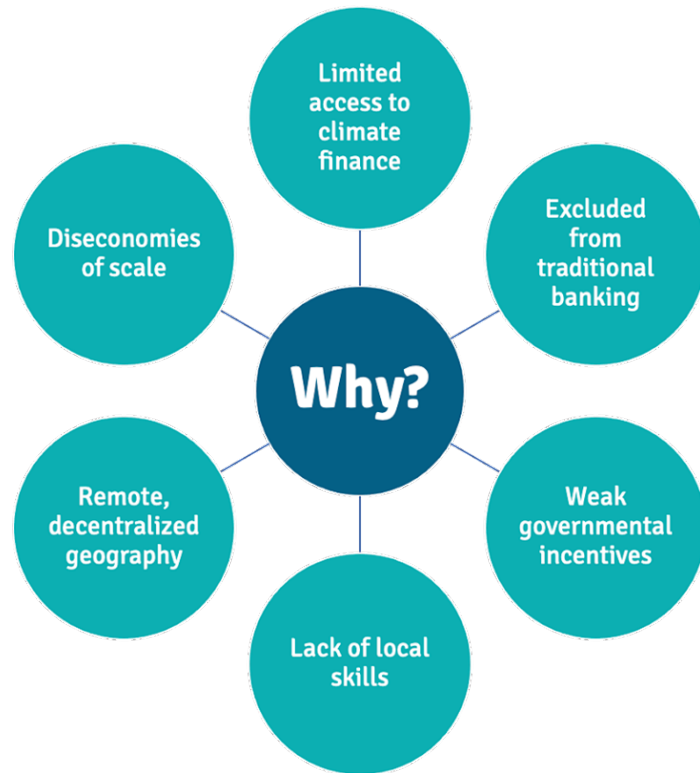 Limited
access to
climate
finance
Excluded
from
traditional
banking
Weak
governmental
incentives
Lack of local
skills
Remote,
decentralized
geography
Diseconomies
of scale
Why?